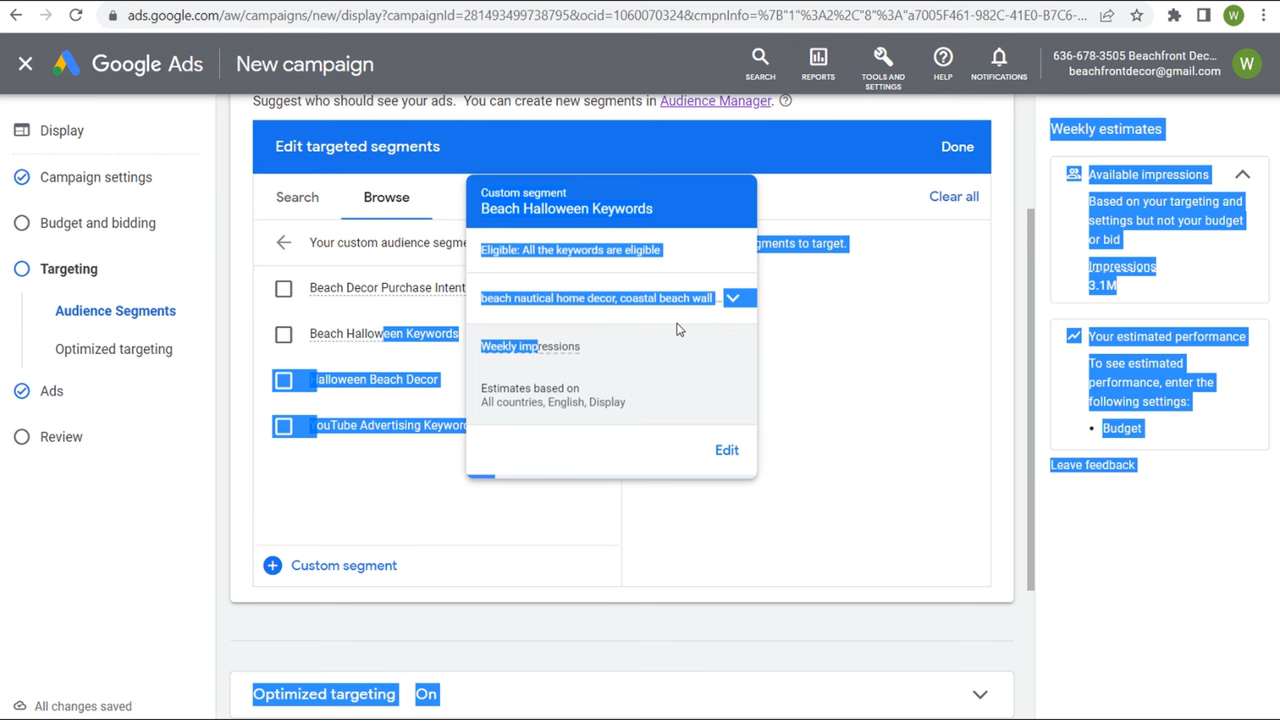 ads.google.com/aw/campaigns/new/display?campaignId=281493499738795&ocid=1060070324&cmpnInfo=%7B"1"%3A2%2C"8"%3A"a7005F461-982C-41E0-B7C6-...
W
Google Ads
New campaign
SEARCH
REPORTS
TOOLS AND SETTINGS
HELP
NOTIFICATIONS
636-678-3505 Beachfront Dec...
beachfrontdecor@gmail.com
W
Display
Campaign settings
Budget and bidding
Targeting
Audience Segments
Optimized targeting
Ads
Review
All changes saved
Suggest who should see your ads. You can create new segments in Audience Manager.
Edit targeted segments
Done
Search
Browse
Clear all
Your custom audience segme
gments to target.
Beach Decor Purchase Intent
Beach Halloween Keywords
Halloween Beach Decor
YouTube Advertising Keyword
Custom segment
Custom segment
Beach Halloween Keywords
Eligible: All the keywords are eligible
beach nautical home decor, coastal beach wall ...
Weekly impressions
Estimates based on
All countries, English, Display
Edit
Optimized targeting On
Weekly estimates
Available impressions
Based on your targeting and
settings but not your budget
or bid
Impressions
3.1M
Your estimated performance
To see estimated
performance, enter the
following settings:
• Budget
Leave feedback